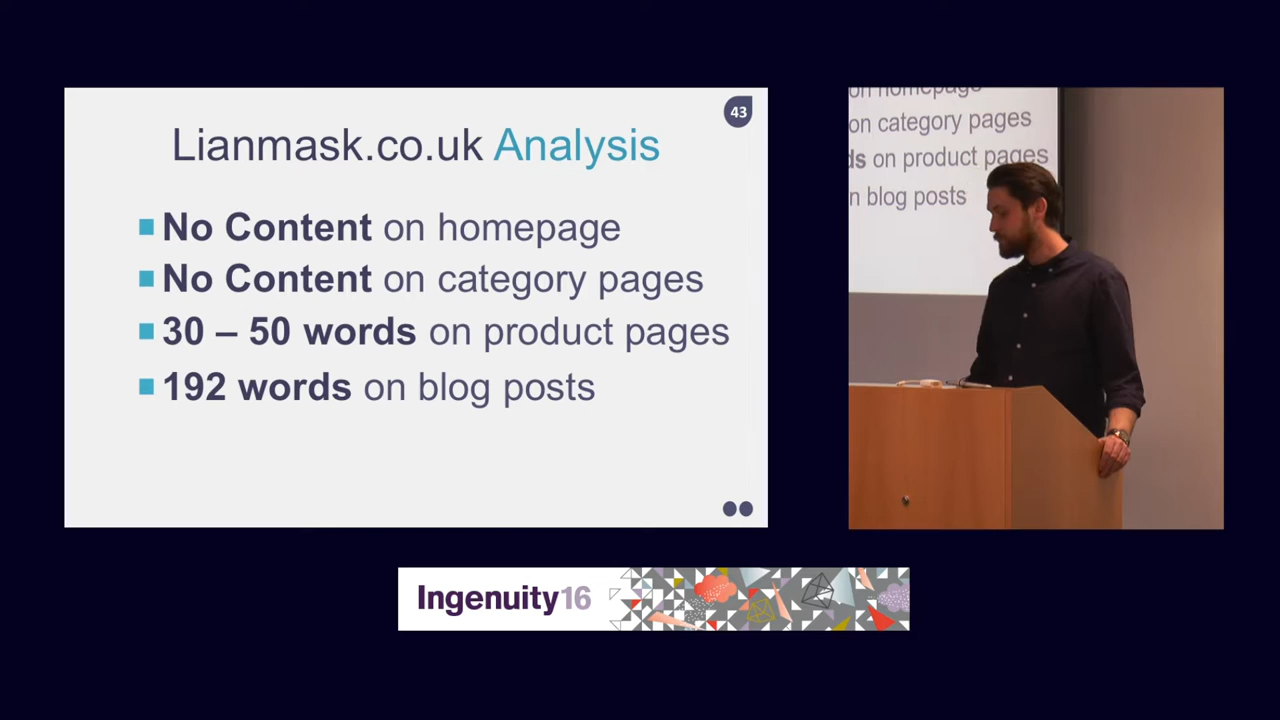 43
Lianmask.co.uk Analysis
No Content on homepage
No Content on category pages
30 – 50 words on product pages
192 words on blog posts
on homepage
on category pages
ds on product pages
n blog posts
Ingenuity16